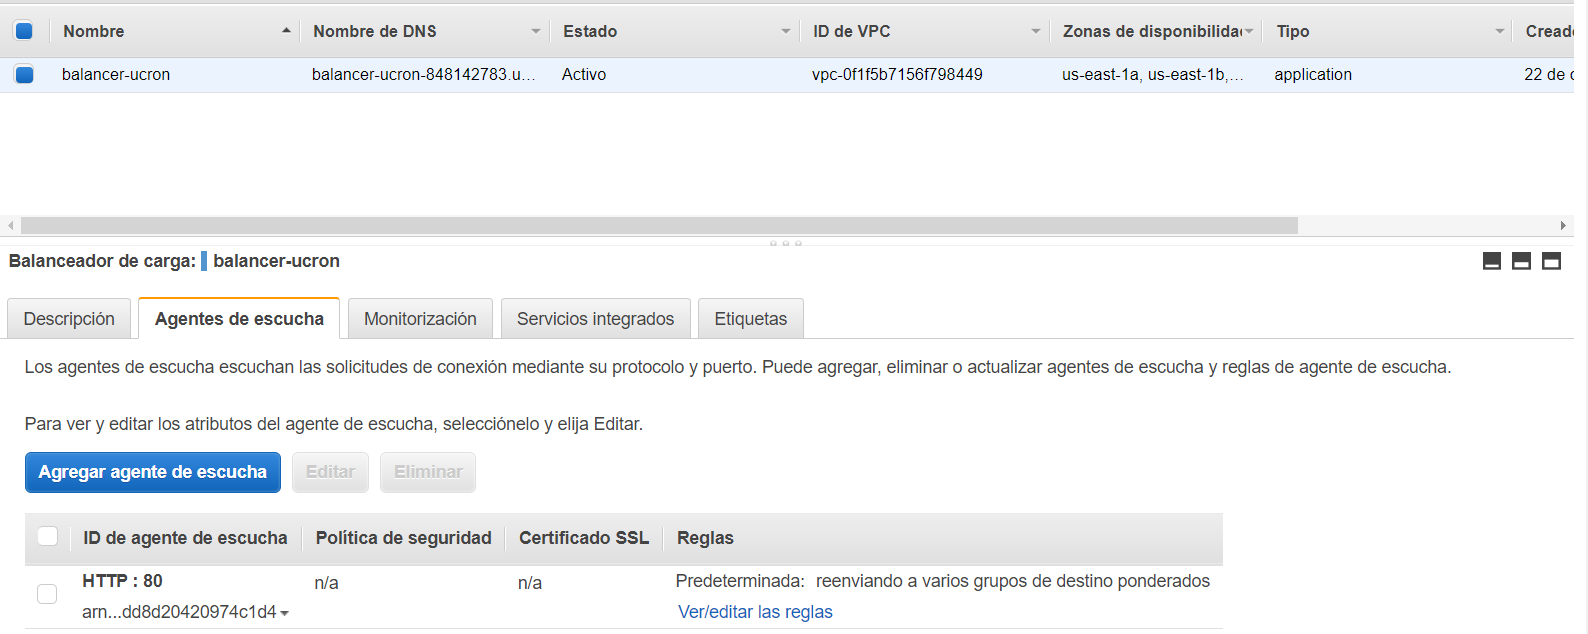 Nombre Nombre de DNS Estado ID de VPC Zonas de disponibilida Tipo Creado
balancer-ucron balancer-ucron-848142783.u... Activo vpc-0f1f5b7156f798449 us-east-1a, us-east-1b,... application 22 de
Balanceador de carga: balancer-ucron
Descripción Agentes de escucha Monitorización Servicios integrados Etiquetas
Los agentes de escucha escuchan las solicitudes de conexión mediante su protocolo y puerto. Puede agregar, eliminar o actualizar agentes de escucha y reglas de agente de escucha.
Para ver y editar los atributos del agente de escucha, selecciónelo y elija Editar.
Agregar agente de escucha Editar Eliminar
ID de agente de escucha Política de seguridad Certificado SSL Reglas
HTTP : 80 n/a n/a Predeterminada: reenviando a varios grupos de destino ponderados
arn...dd8d20420974c1d4 Ver/editar las reglas